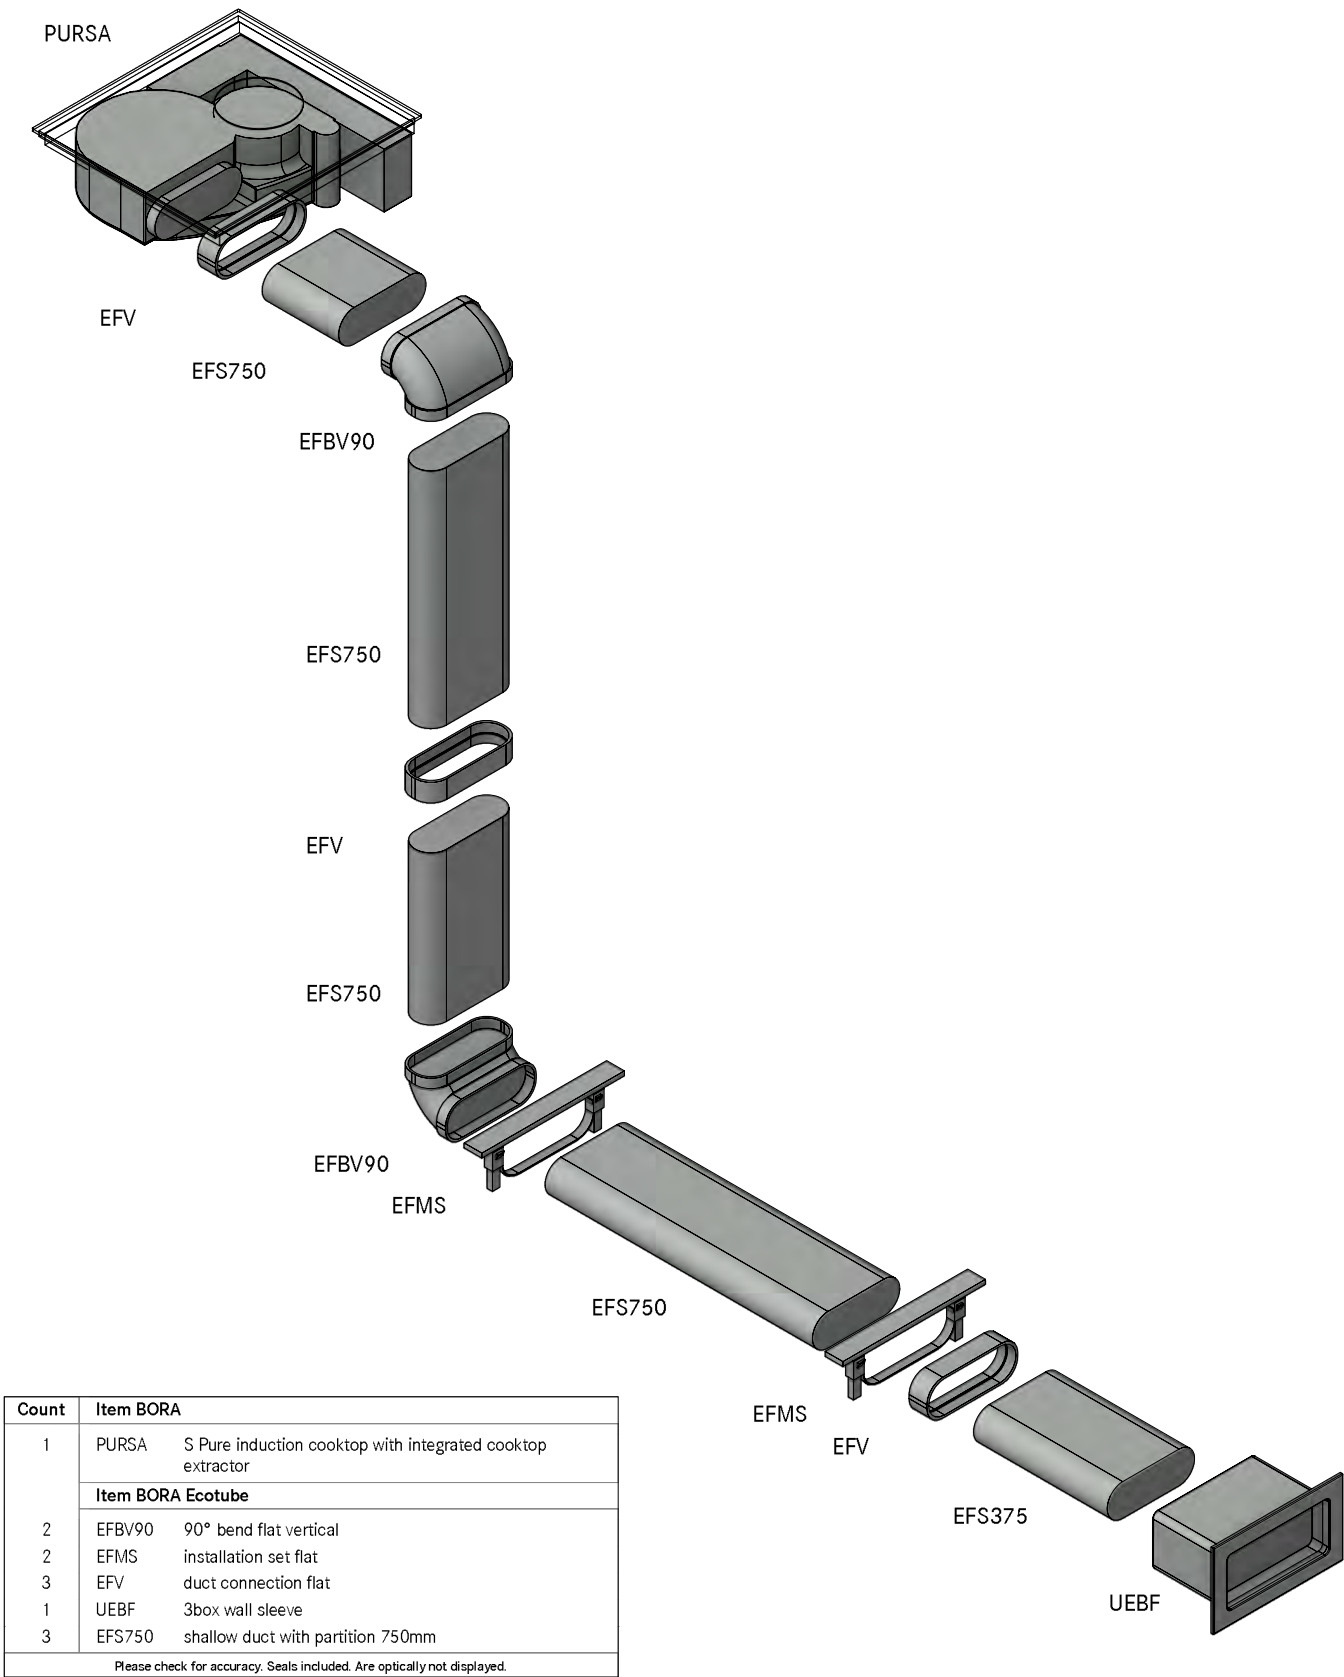 PURSA
EFV
EFS750
EFBV90
EFS750
EFV
EFS750
EFBV90
EFMS
EFS750
EFMS
EFV
EFS375
UEBF
Count Item BORA
1 PURSA S Pure induction cooktop with integrated cooktop
extractor
Item BORA Ecotube
2 EFBV90 90° bend flat vertical
2 EFMS installation set flat
3 EFV duct connection flat
1 UEBF 3box wall sleeve
3 EFS750 shallow duct with partition 750mm
Please check for accuracy. Seals included. Are optically not displayed.